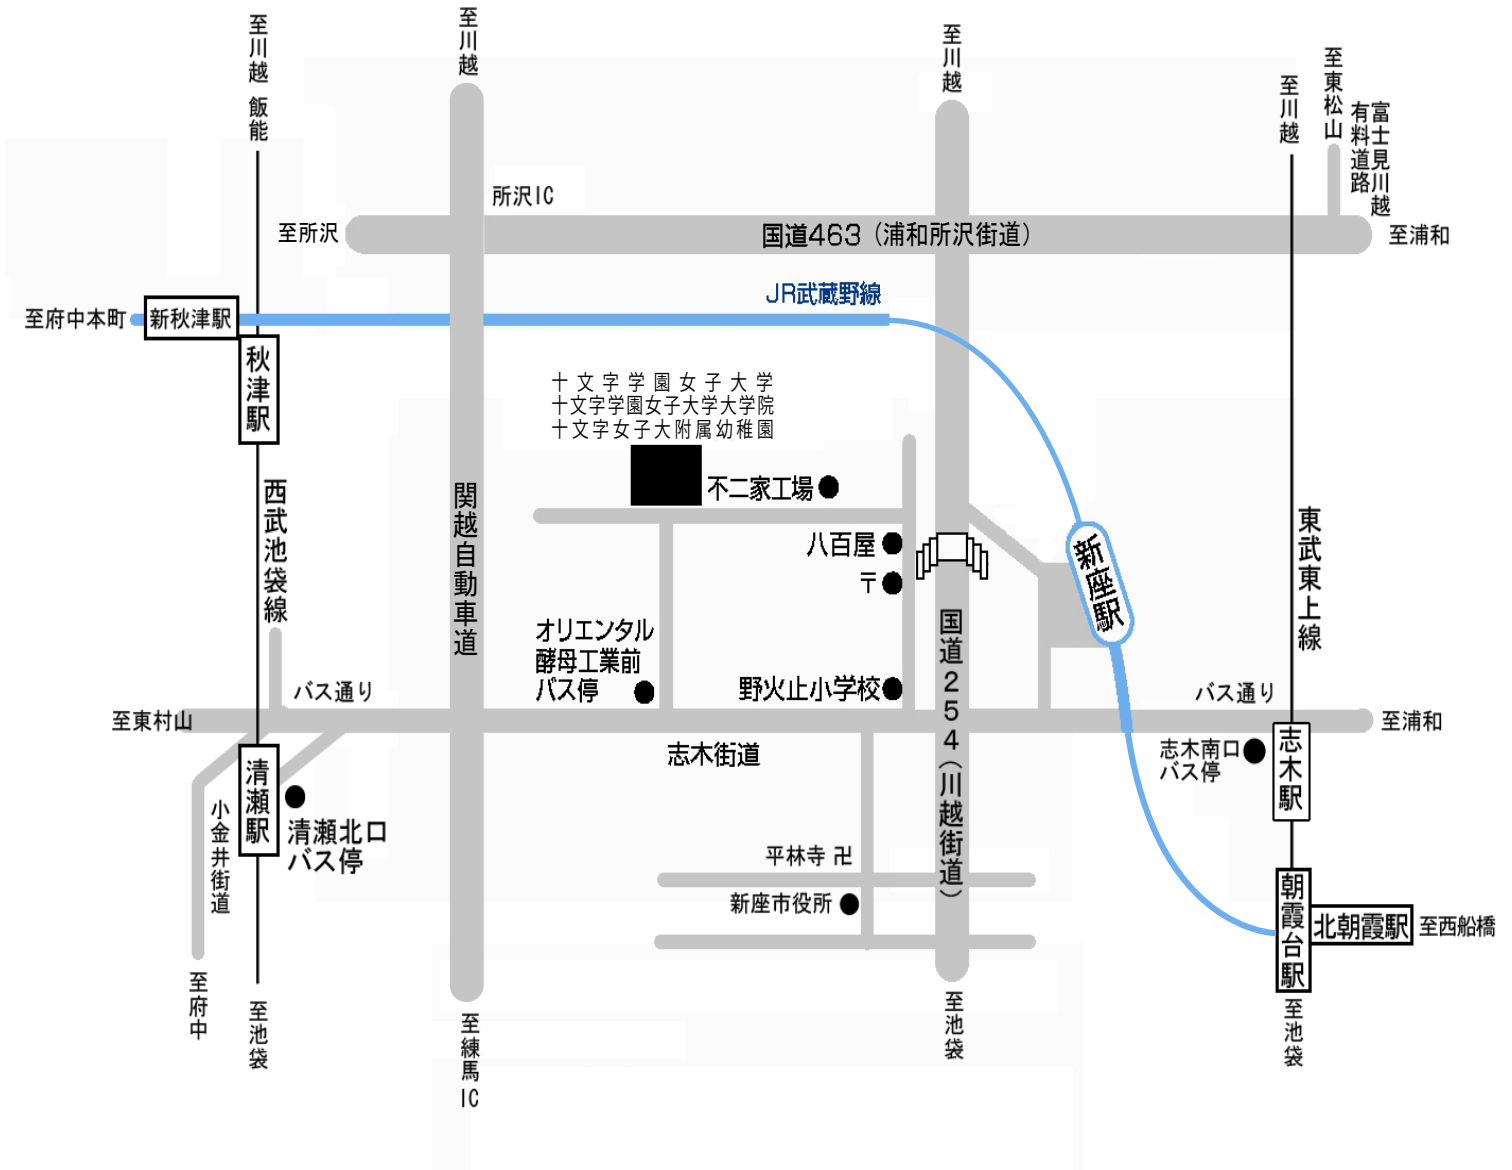 至川越 飯能
至川越
至川越
至川越
至東松山
富士見川越
有料道路
所沢IC
至所沢
国道463（浦和所沢街道）
至浦和
JR武蔵野線
至府中本町
新秋津駅
秋津駅
十文字学園女子大学
十文字学園女子大学大学院
十文字女子大附属幼稚園
不二家工場
西武池袋線
関越自動車道
八百屋
〒
新座駅
東武東上線
オリエンタル
酵母工業前
バス停
野火止小学校
国道254（川越街道）
バス通り
バス通り
至東村山
至浦和
志木街道
志木南口
バス停
志木駅
清瀬駅
清瀬北口
バス停
小金井街道
平林寺 卍
新座市役所
朝霞台駅
北朝霞駅
至西船橋
至府中
至池袋
至練馬IC
至池袋
至池袋